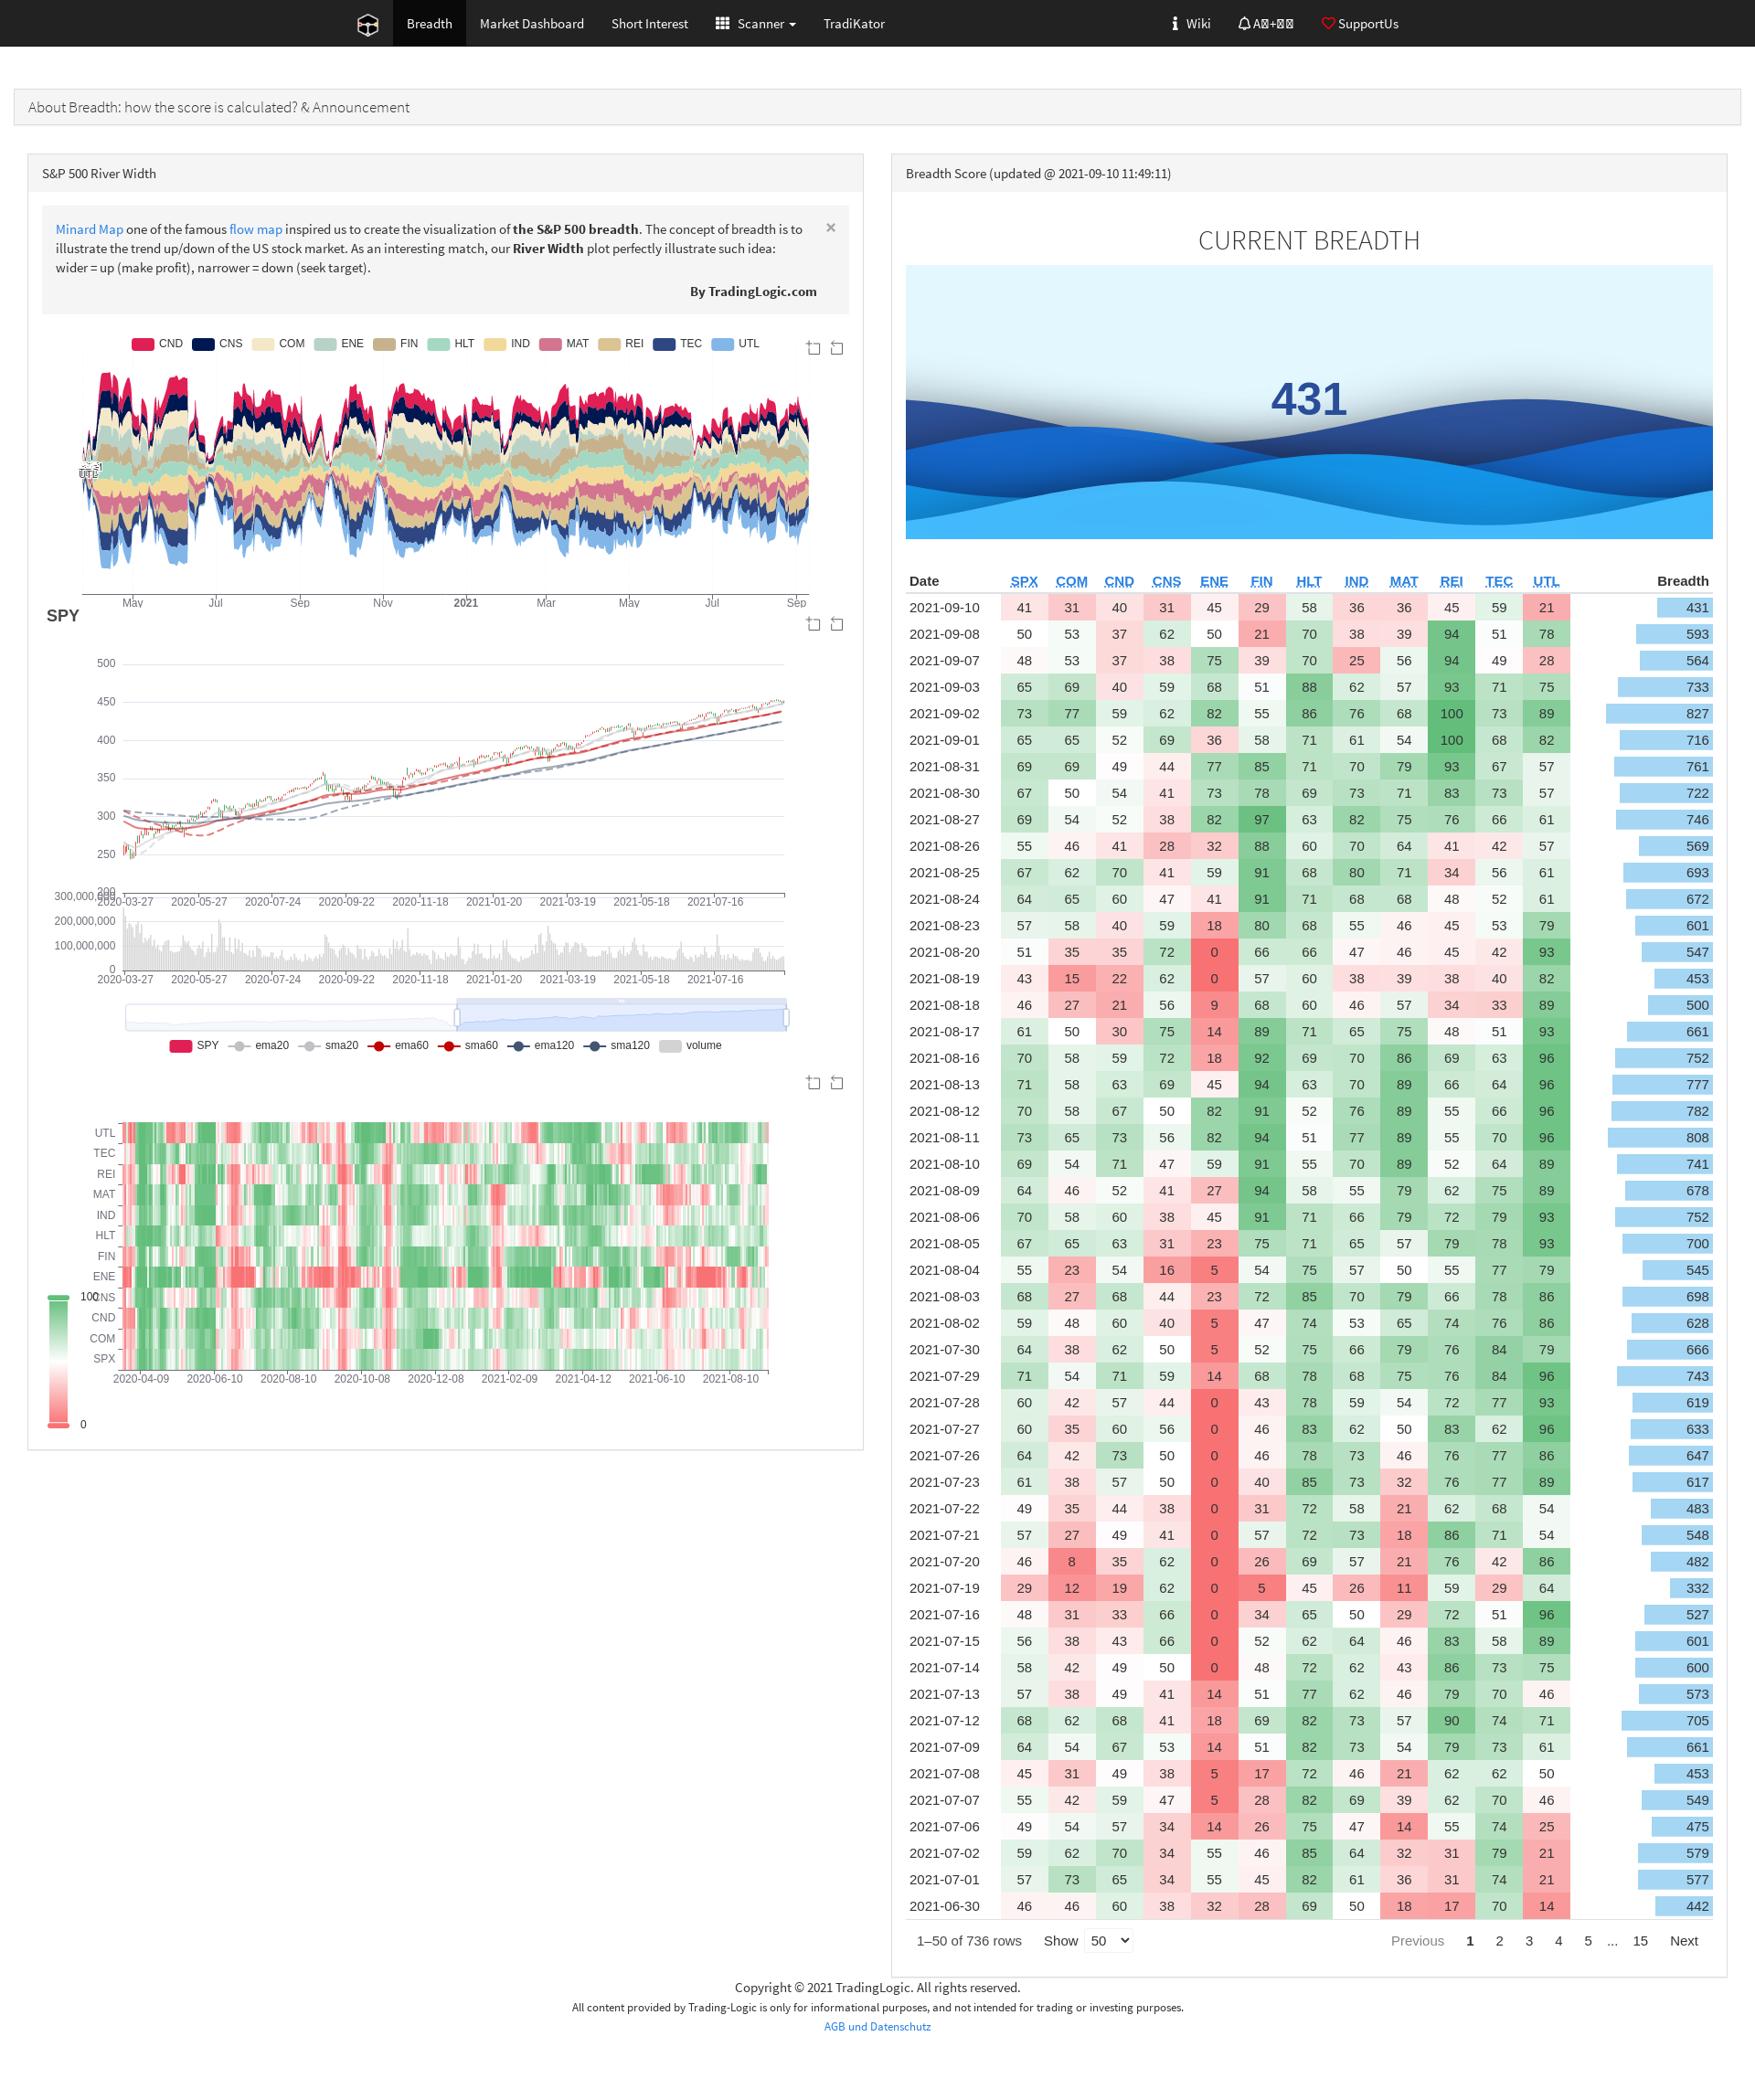 Breadth Market Dashboard Short Interest Scanner TradiKator Wiki SupportUs
About Breadth: how the score is calculated? & Announcement
S&P 500 River Width
Minard Map one of the famous flow map inspired us to create the visualization of the S&P 500 breadth. The concept of breadth is to
illustrate the trend up/down of the US stock market. As an interesting match, our River Width plot perfectly illustrate such idea:
wider = up (make profit), narrower = down (seek target).
×
By TradingLogic.com
CND CNS COM ENE FIN HLT IND MAT REI TEC UTL
May Jul Sep Nov 2021 Mar May Jul Sep
SPY
500
450
400
350
300
250
200
2020-03-27 2020-05-27 2020-07-24 2020-09-22 2020-11-18 2021-01-20 2021-03-19 2021-05-18 2021-07-16
300,000,000
200,000,000
100,000,000
0
2020-03-27 2020-05-27 2020-07-24 2020-09-22 2020-11-18 2021-01-20 2021-03-19 2021-05-18 2021-07-16
SPY ema20 sma20 ema60 sma60 ema120 sma120 volume
UTL
TEC
REI
MAT
IND
HLT
FIN
ENE
CNS
CND
COM
SPX
2020-04-09 2020-06-10 2020-08-10 2020-10-08 2020-12-08 2021-02-09 2021-04-12 2021-06-10 2021-08-10
100
0
Breadth Score (updated @ 2021-09-10 11:49:11)
CURRENT BREADTH
431
Date SPX COM CND CNS ENE FIN HLT IND MAT REI TEC UTL Breadth
2021-09-10 41 31 40 31 45 29 58 36 36 45 59 21 431
2021-09-08 50 53 37 62 50 21 70 38 39 94 51 78 593
2021-09-07 48 53 37 38 75 39 70 25 56 94 49 28 564
2021-09-03 65 69 40 59 68 51 88 62 57 93 71 75 733
2021-09-02 73 77 59 62 82 55 86 76 68 100 73 89 827
2021-09-01 65 65 52 69 36 58 71 61 54 100 68 82 716
2021-08-31 69 69 49 44 77 85 71 70 79 93 67 57 761
2021-08-30 67 50 54 41 73 78 69 73 71 83 73 57 722
2021-08-27 69 54 52 38 82 97 63 82 75 76 66 61 746
2021-08-26 55 46 41 28 32 88 60 70 64 41 42 57 569
2021-08-25 67 62 70 41 59 91 68 80 71 34 56 61 693
2021-08-24 64 65 60 47 41 91 71 68 68 48 52 61 672
2021-08-23 57 58 40 59 18 80 68 55 46 45 53 79 601
2021-08-20 51 35 35 72 0 66 66 47 46 45 42 93 547
2021-08-19 43 15 22 62 0 57 60 38 39 38 40 82 453
2021-08-18 46 27 21 56 9 68 60 46 57 34 33 89 500
2021-08-17 61 50 30 75 14 89 71 65 75 48 51 93 661
2021-08-16 70 58 59 72 18 92 69 70 86 69 63 96 752
2021-08-13 71 58 63 69 45 94 63 70 89 66 64 96 777
2021-08-12 70 58 67 50 82 91 52 76 89 55 66 96 782
2021-08-11 73 65 73 56 82 94 51 77 89 55 70 96 808
2021-08-10 69 54 71 47 59 91 55 70 89 52 64 89 741
2021-08-09 64 46 52 41 27 94 58 55 79 62 75 89 678
2021-08-06 70 58 60 38 45 91 71 66 79 72 79 93 752
2021-08-05 67 65 63 31 23 75 71 65 57 79 78 93 700
2021-08-04 55 23 54 16 5 54 75 57 50 55 77 79 545
2021-08-03 68 27 68 44 23 72 85 70 79 66 78 86 698
2021-08-02 59 48 60 40 5 47 74 53 65 74 76 86 628
2021-07-30 64 38 62 50 5 52 75 66 79 76 84 79 666
2021-07-29 71 54 71 59 14 68 78 68 75 76 84 96 743
2021-07-28 60 42 57 44 0 43 78 59 54 72 77 93 619
2021-07-27 60 35 60 56 0 46 83 62 50 83 62 96 633
2021-07-26 64 42 73 50 0 46 78 73 46 76 77 86 647
2021-07-23 61 38 57 50 0 40 85 73 32 76 77 89 617
2021-07-22 49 35 44 38 0 31 72 58 21 62 68 54 483
2021-07-21 57 27 49 41 0 57 72 73 18 86 71 54 548
2021-07-20 46 8 35 62 0 26 69 57 21 76 42 86 482
2021-07-19 29 12 19 62 0 5 45 26 11 59 29 64 332
2021-07-16 48 31 33 66 0 34 65 50 29 72 51 96 527
2021-07-15 56 38 43 66 0 52 62 64 46 83 58 89 601
2021-07-14 58 42 49 50 0 48 72 62 43 86 73 75 600
2021-07-13 57 38 49 41 14 51 77 62 46 79 70 46 573
2021-07-12 68 62 68 41 18 69 82 73 57 90 74 71 705
2021-07-09 64 54 67 53 14 51 82 73 54 79 73 61 661
2021-07-08 45 31 49 38 5 17 72 46 21 62 62 50 453
2021-07-07 55 42 59 47 5 28 82 69 39 62 70 46 549
2021-07-06 49 54 57 34 14 26 75 47 14 55 74 25 475
2021-07-02 59 62 70 34 55 46 85 64 32 31 79 21 579
2021-07-01 57 73 65 34 55 45 82 61 36 31 74 21 577
2021-06-30 46 46 60 38 32 28 69 50 18 17 70 14 442
1–50 of 736 rows Show 50 Previous 1 2 3 4 5 ... 15 Next
Copyright © 2021 TradingLogic. All rights reserved.
All content provided by Trading-Logic is only for informational purposes, and not intended for trading or investing purposes.
AGB und Datenschutz